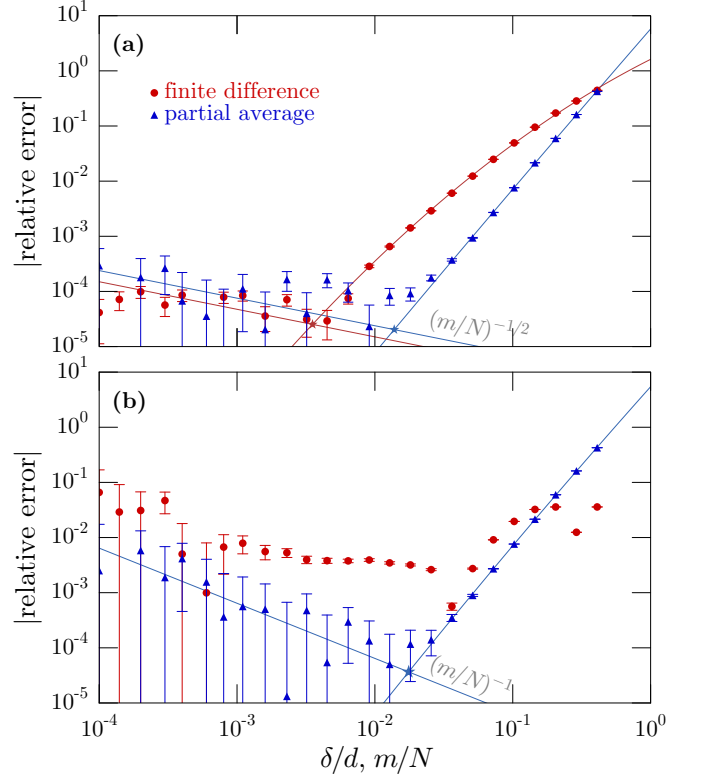 10^1
(a)
10^0
finite difference
10^-1
partial average
10^-2
10^-3
10^-4
(m/N)^-1/2
10^-5
|relative error|
10^1
(b)
10^0
10^-1
10^-2
10^-3
10^-4
(m/N)^-1
10^-5
|relative error|
10^-4 10^-3 10^-2 10^-1 10^0
δ/d, m/N